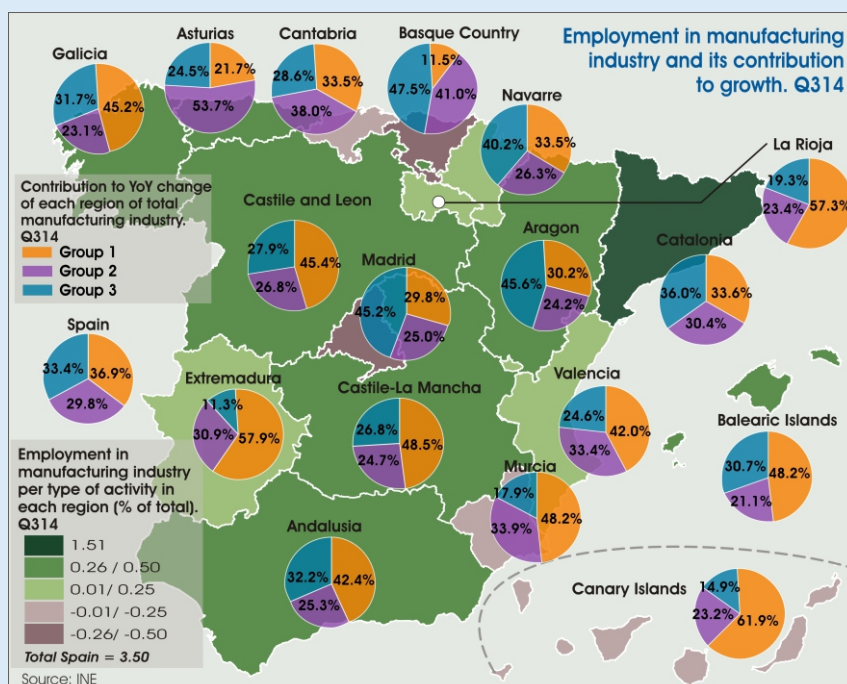 Employment in manufacturing
industry and its contribution
to growth. Q314
Galicia
31.7% 45.2%
23.1%
Asturias
24.5% 21.7%
53.7%
Cantabria
28.6% 33.5%
38.0%
Basque Country
11.5%
47.5% 41.0%
Navarre
40.2% 33.5%
26.3%
La Rioja
19.3%
23.4% 57.3%
Contribution to YoY change
of each region of total
manufacturing industry.
Q314
Group 1
Group 2
Group 3
Castile and Leon
27.9% 45.4%
26.8%
Madrid
45.2% 29.8%
25.0%
Aragon
45.6% 30.2%
24.2%
Catalonia
36.0% 33.6%
30.4%
Spain
33.4% 36.9%
29.8%
Extremadura
11.3%
30.9% 57.9%
Castile-La Mancha
26.8% 48.5%
24.7%
Valencia
24.6% 42.0%
33.4%
Balearic Islands
30.7% 48.2%
21.1%
Murcia
17.9% 48.2%
33.9%
Andalusia
32.2% 42.4%
25.3%
Canary Islands
14.9%
23.2% 61.9%
Employment in
manufacturing industry
per type of activity in
each region (% of total).
Q314
1.51
0.26 / 0.50
0.01 / 0.25
-0.01 / -0.25
-0.26/ -0.50
Total Spain = 3.50
Source: INE